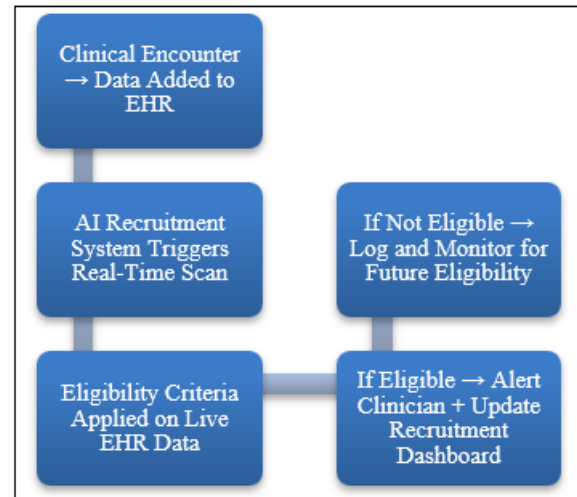 Clinical Encounter
→ Data Added to
EHR
AI Recruitment
System Triggers
Real-Time Scan
Eligibility Criteria
Applied on Live
EHR Data
If Eligible → Alert
Clinician + Update
Recruitment
Dashboard
If Not Eligible →
Log and Monitor for
Future Eligibility